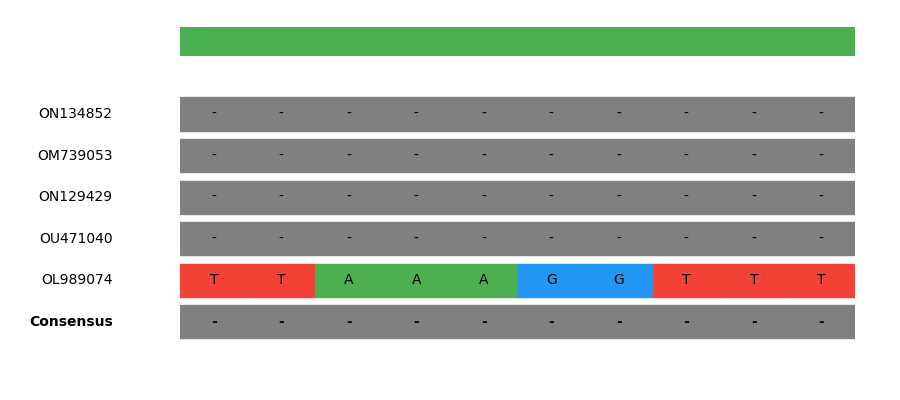 ON134852 - - - - - - - - - -
OM739053 - - - - - - - - - -
ON129429 - - - - - - - - - -
OU471040 - - - - - - - - - -
OL989074 T T A A A G G T T T
Consensus - - - - - - - - - -